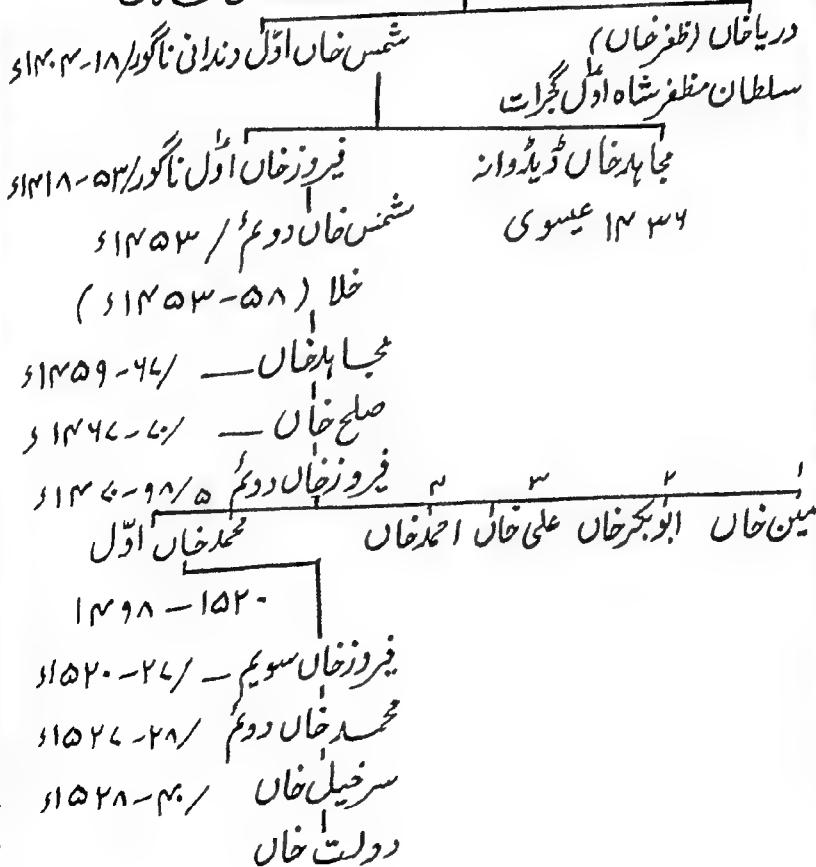 دریا خاں (ظفر خاں) شمس خاں اوّل دندانی ناگور/۱۸-۱۴۰۴ء
سلطان مظفر شاہ اوّل گجرات
مجاہد خاں ڈیڈوانہ فیروز خاں اوّل ناگور/۵۳-۱۴۱۸ء
۱۴۳۶ عیسوی شمس خاں دوئم / ۱۴۵۳ء
خلا (۵۸-۱۴۵۳ء)
مجاہد خاں — /۶۷-۱۴۵۹ء
صلح خاں — /۷۰-۱۴۶۷ء
فیروز خاں دوئم ۵/۹۸-۱۴۷۰ء
۱ ۲ ۳ ۴
مبین خاں ابوبکر خاں علی خاں احمد خاں محمد خاں اوّل
۱۴۹۸ – ۱۵۲۰
فیروز خاں سویم — /۲۷-۱۵۲۰ء
محمد خاں دوئم /۲۸-۱۵۲۷ء
سرخیل خاں /۴۰-۱۵۲۸ء
دولت خاں